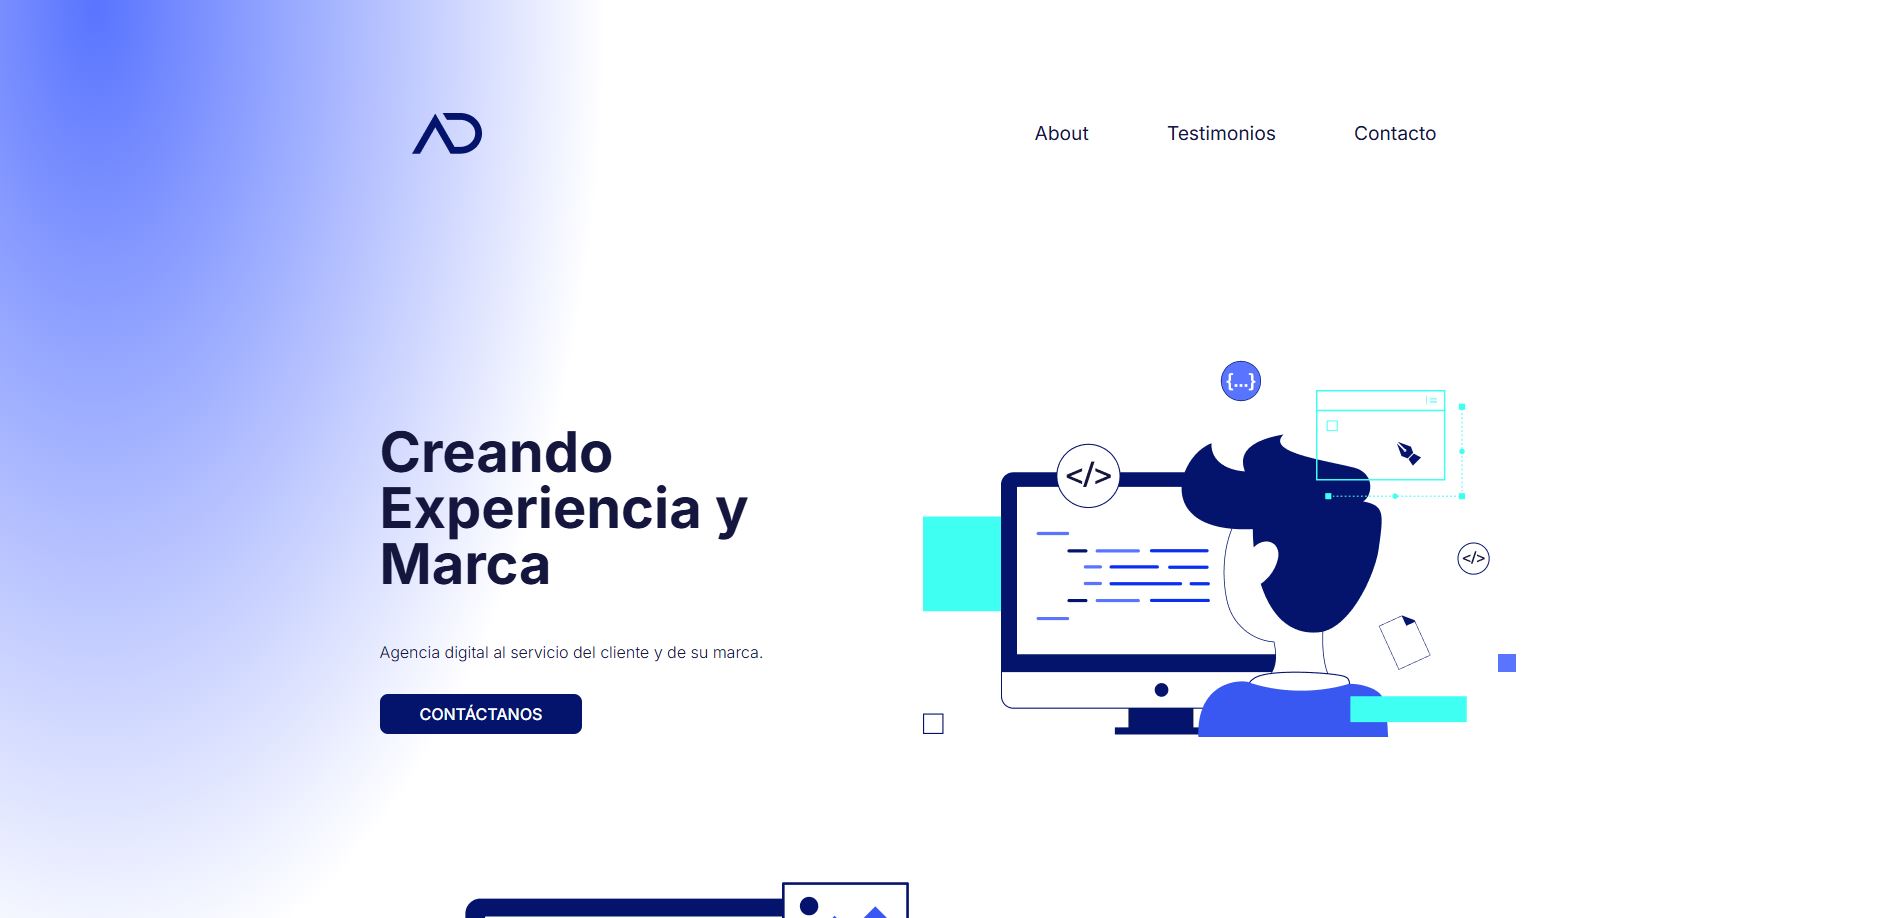 AD
About
Testimonios
Contacto
{...}
</>
Creando
Experiencia y
Marca
</>
Agencia digital al servicio del cliente y de su marca.
CONTÁCTANOS